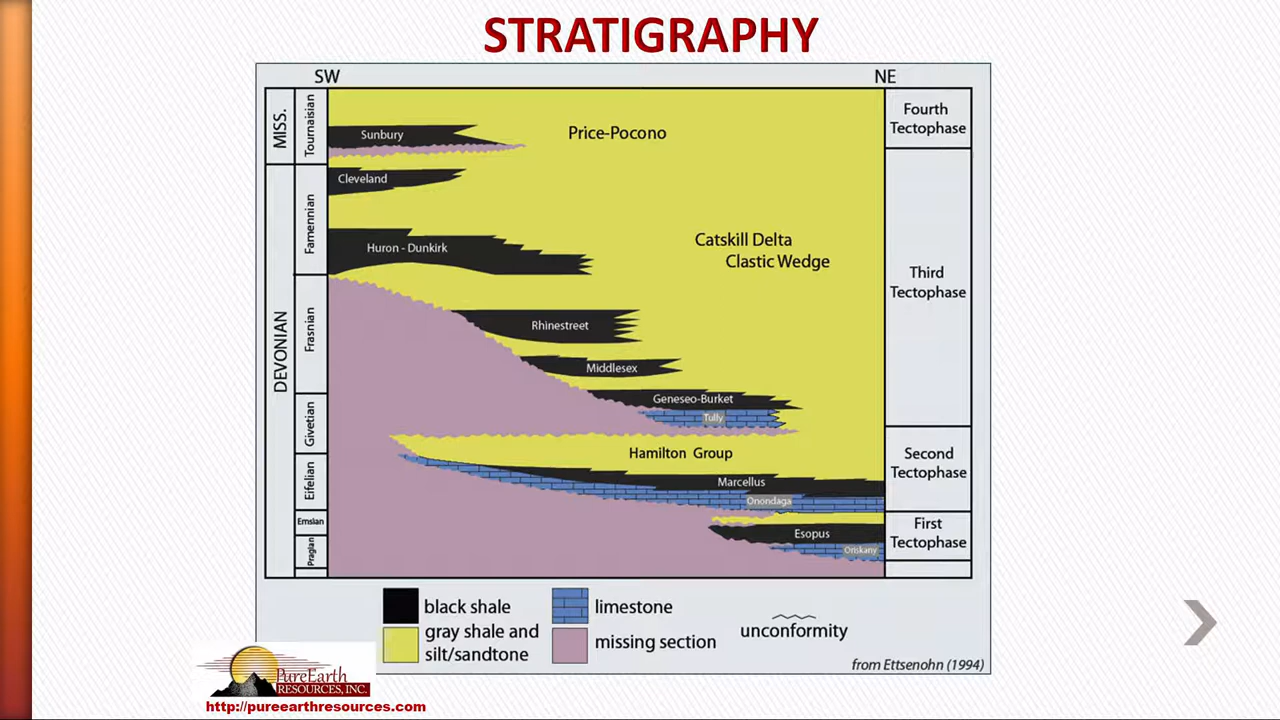 STRATIGRAPHY
SW
NE
MISS.
Tournaisian
Sunbury
Price-Pocono
Fourth
Tectophase
DEVONIAN
Famennian
Cleveland
Huron - Dunkirk
Catskill Delta
Clastic Wedge
Third
Tectophase
Frasnian
Rhinestreet
Middlesex
Geneseo-Burket
Tully
Givetian
Hamilton Group
Second
Tectophase
Eifelian
Marcellus
Onondaga
Emsian
Esopus
First
Tectophase
Pragian
Oriskany
black shale
limestone
gray shale and
silt/sandtone
missing section
unconformity
from Ettsenohn (1994)
PureEarth
RESOURCES, INC.
http://pureearthresources.com